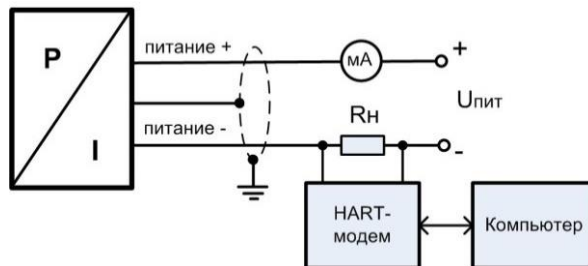 P
I
питание +
мА
+
Uпит
питание -
Rн
-
HART-
модем
Компьютер